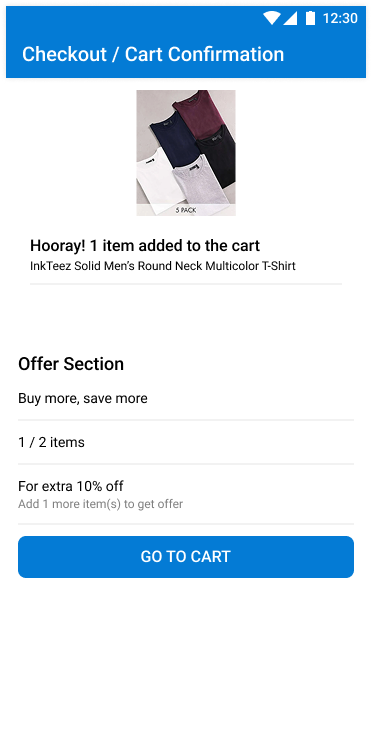 12:30
Checkout / Cart Confirmation
5 PACK
Hooray! 1 item added to the cart
InkTeez Solid Men's Round Neck Multicolor T-Shirt
Offer Section
Buy more, save more
1 / 2 items
For extra 10% off
Add 1 more item(s) to get offer
GO TO CART